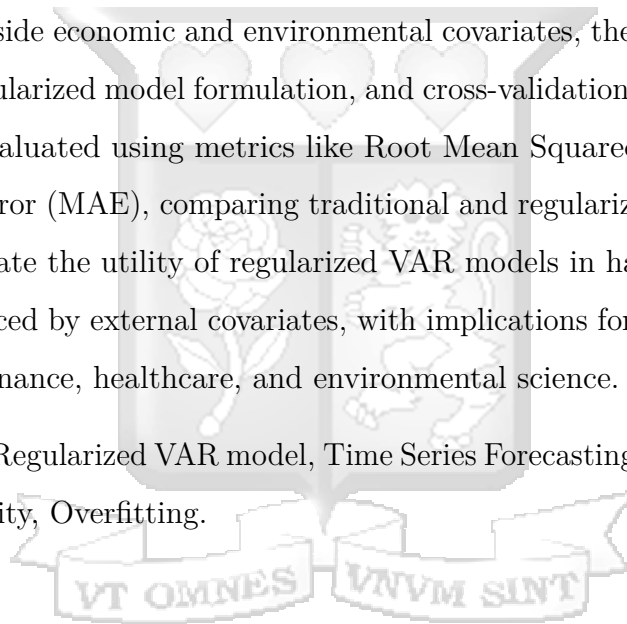 side economic and environmental covariates, the
ularized model formulation, and cross-validation
aluated using metrics like Root Mean Squared
ror (MAE), comparing traditional and regulariz
ate the utility of regularized VAR models in ha
ced by external covariates, with implications for
nance, healthcare, and environmental science.
Regularized VAR model, Time Series Forecasting
ity, Overfitting.
VT OMNES VNVM SINT